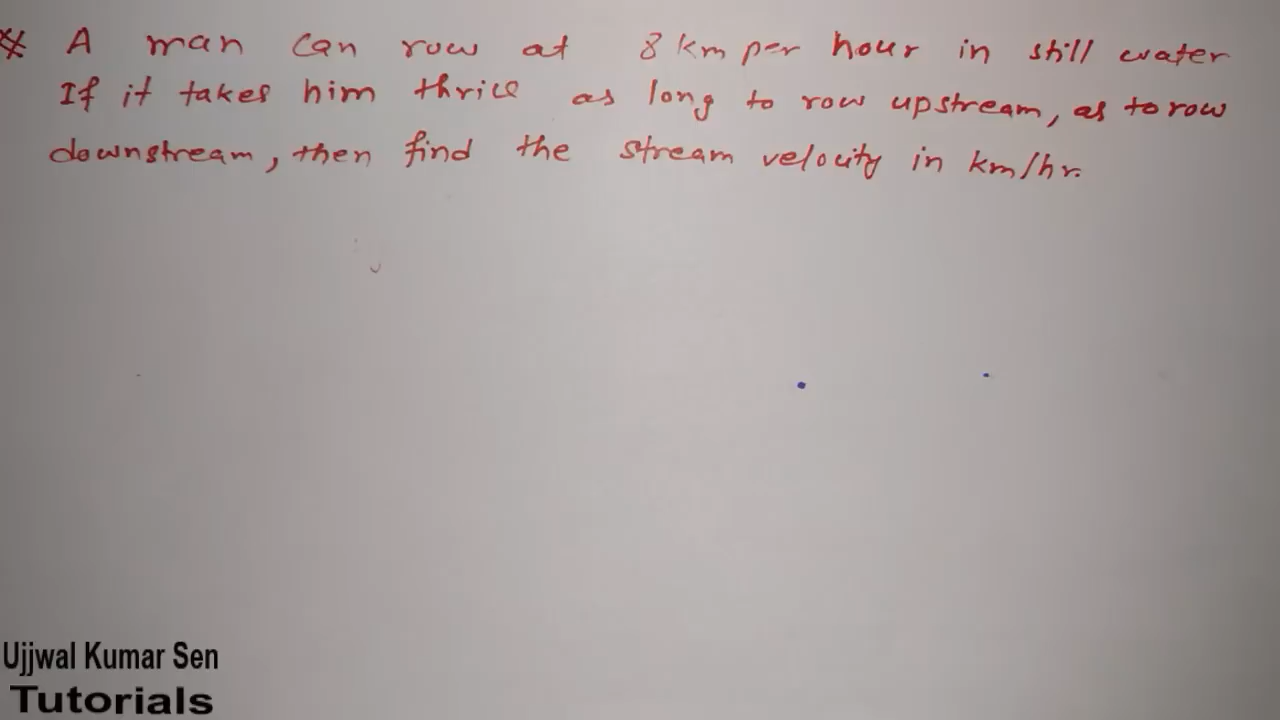 * A man can row at 8 km per hour in still water
If it takes him thrice as long to row upstream, as to row
downstream, then find the stream velocity in km/hr.
Ujjwal Kumar Sen
Tutorials